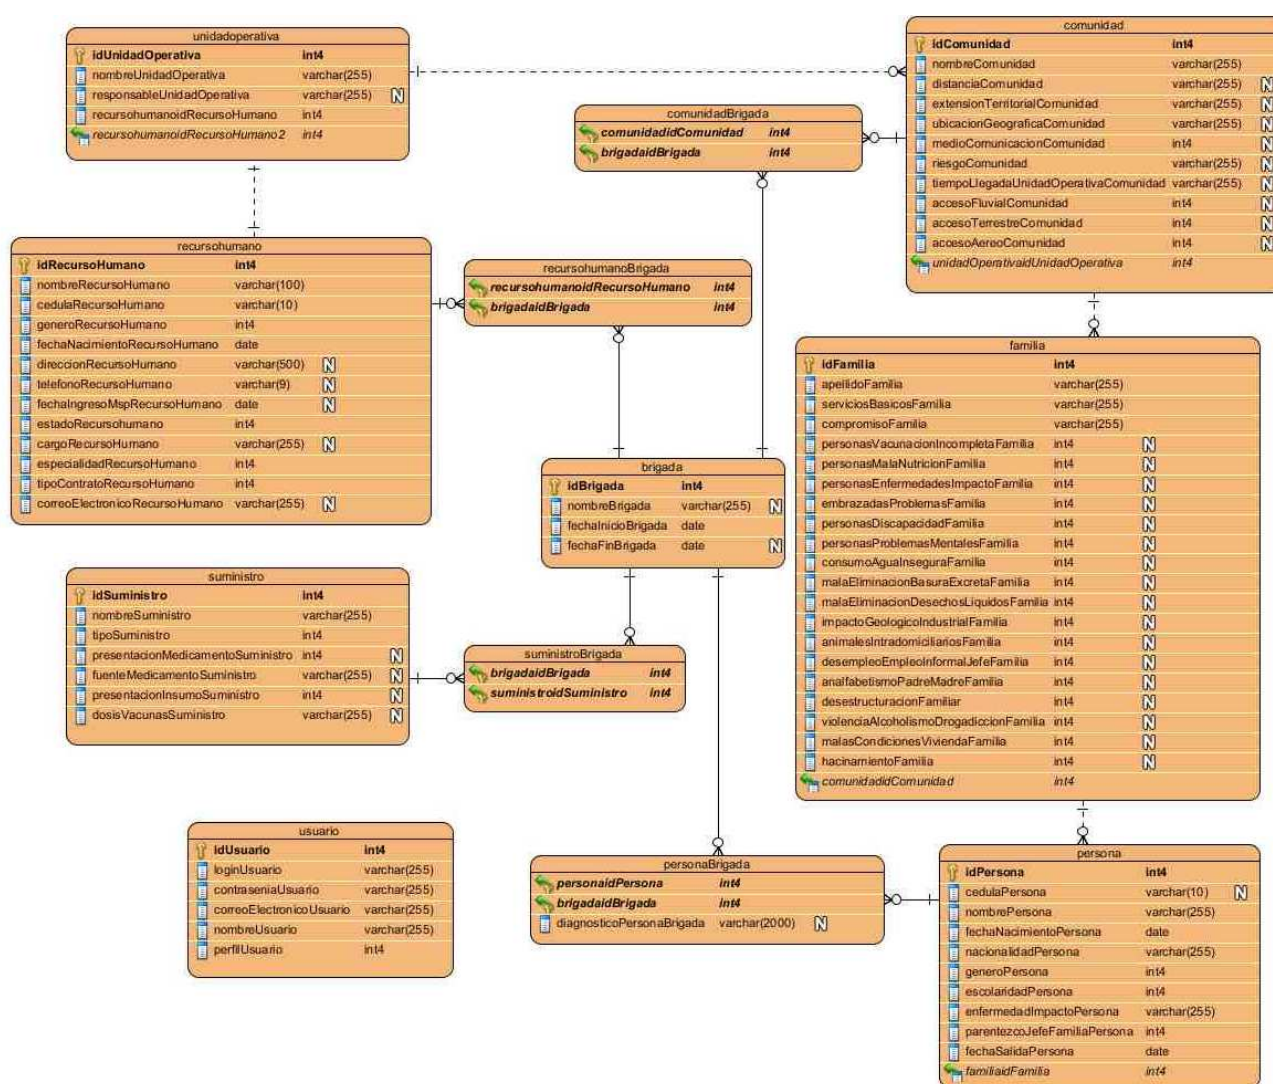 unidadoperativa
idUnidadOperativa int4
nombreUnidadOperativa varchar(255)
responsableUnidadOperativa varchar(255) N
recursohumanoidRecursoHumano int4
recursohumanoidRecursoHumano2 int4
comunidad
idComunidad int4
nombreComunidad varchar(255)
distanciaComunidad varchar(255) N
extensionTerritorialComunidad varchar(255) N
ubicacionGeograficaComunidad varchar(255) N
medioComunicacionComunidad int4 N
riesgoComunidad varchar(255) N
tiempoLlegadaUnidadOperativaComunidad varchar(255) N
accesoFluvialComunidad int4 N
accesoTerrestreComunidad int4 N
accesoAereoComunidad int4 N
unidadOperativaidUnidadOperativa int4
comunidadBrigada
comunidadidComunidad int4
brigadaidBrigada int4
recursohumano
idRecursoHumano int4
nombreRecursoHumano varchar(100)
cedulaRecursoHumano varchar(10)
generoRecursoHumano int4
fechaNacimientoRecursoHumano date
direccionRecursoHumano varchar(500) N
telefonoRecursoHumano varchar(9) N
fechaIngresoMspRecursoHumano date N
estadoRecursohumano int4
cargoRecursoHumano varchar(255) N
especialidadRecursoHumano int4
tipoContratoRecursoHumano int4
correoElectronicoRecursoHumano varchar(255) N
recursohumanoBrigada
recursohumanoidRecursoHumano int4
brigadaidBrigada int4
familia
idFamilia int4
apellidoFamilia varchar(255)
serviciosBasicosFamilia varchar(255)
compromisoFamilia varchar(255)
personasVacunacionIncompletaFamilia int4 N
personasMalaNutricionFamilia int4 N
personasEnfermedadesImpactoFamilia int4 N
embrazadasProblemasFamilia int4 N
personasDiscapacidadFamilia int4 N
personasProblemasMentalesFamilia int4 N
consumoAguaInseguraFamilia int4 N
malaEliminacionBasuraExcretaFamilia int4 N
malaEliminacionDesechosLiquidosFamilia int4 N
impactoGeologicoIndustrialFamilia int4 N
animalesIntradomiciliariosFamilia int4 N
desempleoEmpleoInformalJefeFamilia int4 N
analfabetismoPadreMadreFamilia int4 N
desestructuracionFamiliar int4 N
violenciaAlcoholismoDrogadiccionFamilia int4 N
malasCondicionesViviendaFamilia int4 N
hacinamientoFamilia int4 N
comunidadidComunidad int4
brigada
idBrigada int4
nombreBrigada varchar(255) N
fechaInicioBrigada date
fechaFinBrigada date N
suministro
idSuministro int4
nombreSuministro varchar(255)
tipoSuministro int4
presentacionMedicamentoSuministro int4 N
fuenteMedicamentoSuministro varchar(255) N
presentacionInsumoSuministro int4 N
dosisVacunasSuministro varchar(255) N
suministroBrigada
brigadaidBrigada int4
suministroidSuministro int4
usuario
idUsuario int4
loginUsuario varchar(255)
contraseniaUsuario varchar(255)
correoElectronicoUsuario varchar(255)
nombreUsuario varchar(255)
perfilUsuario int4
personaBrigada
personaidPersona int4
brigadaidBrigada int4
diagnosticoPersonaBrigada varchar(2000) N
persona
idPersona int4
cedulaPersona varchar(10) N
nombrePersona varchar(255)
fechaNacimientoPersona date
nacionalidadPersona varchar(255)
generoPersona int4
escolaridadPersona int4
enfermedadImpactoPersona varchar(255)
parentezcoJefeFamiliaPersona int4
fechaSalidaPersona date
familiaidFamilia int4